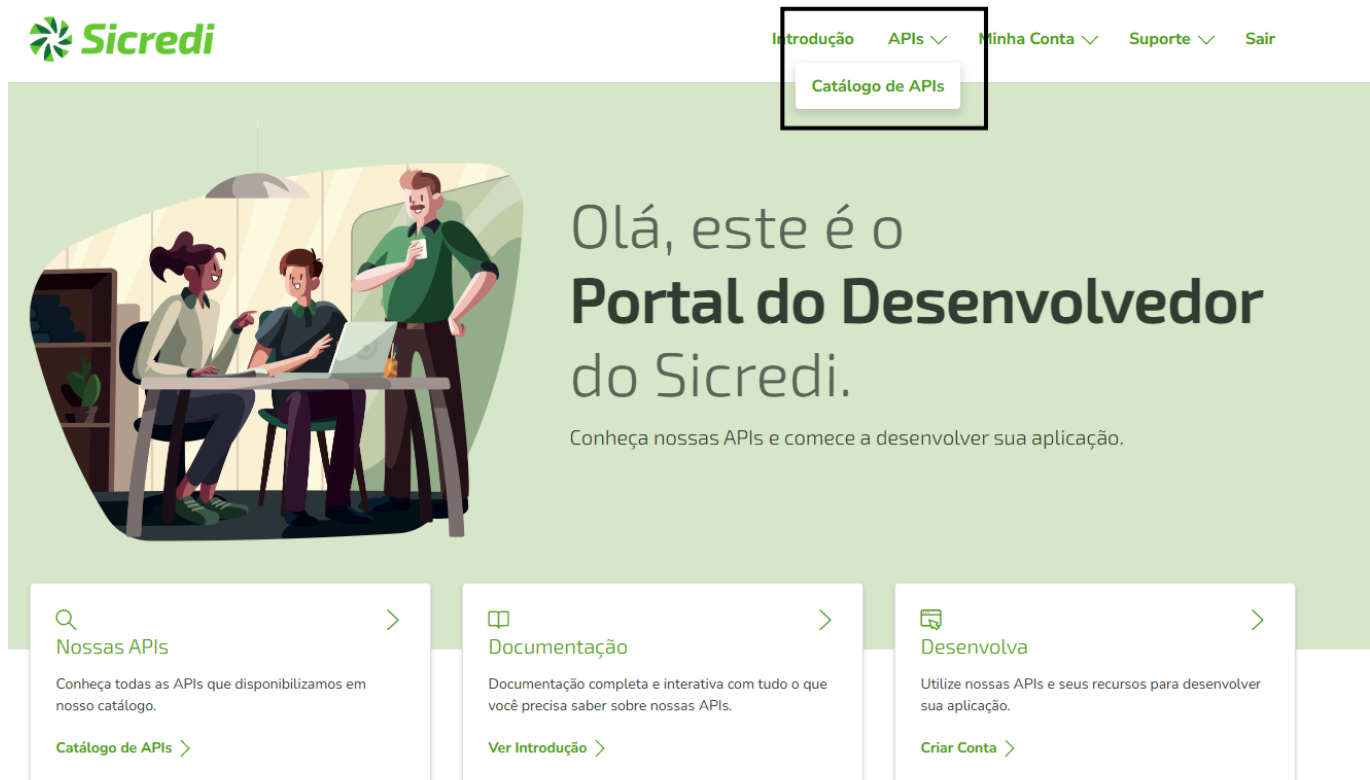 Sicredi
Introdução APIs Minha Conta Suporte Sair
Catálogo de APIs
Olá, este é o
Portal do Desenvolvedor
do Sicredi.
Conheça nossas APIs e comece a desenvolver sua aplicação.
Nossas APIs
Conheça todas as APIs que disponibilizamos em
nosso catálogo.
Catálogo de APIs
Documentação
Documentação completa e interativa com tudo o que
você precisa saber sobre nossas APIs.
Ver Introdução
Desenvolva
Utilize nossas APIs e seus recursos para desenvolver
sua aplicação.
Criar Conta